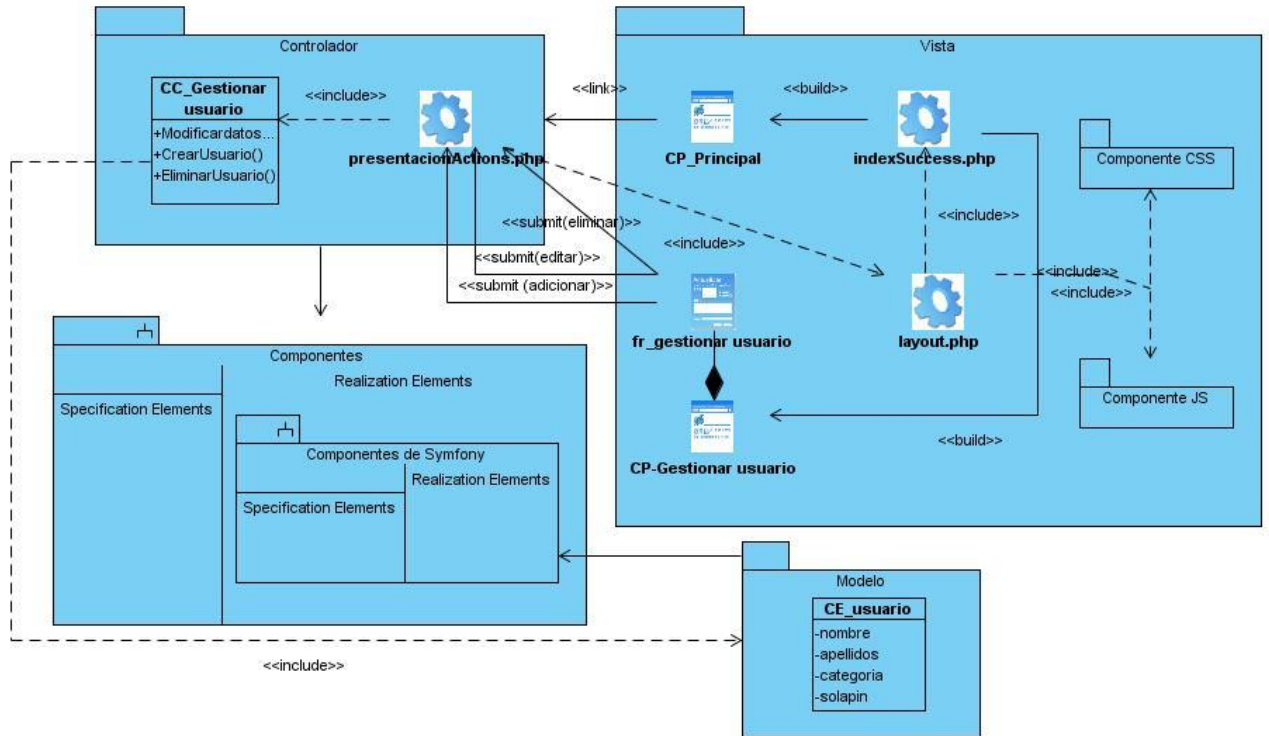 Controlador
CC_Gestionar
usuario
+Modificardatos...
+CrearUsuario()
+EliminarUsuario()
<<include>>
presentacionActions.php
<<link>>
Vista
CP_Principal
<<build>>
indexSuccess.php
Componente CSS
<<submit(eliminar)>>
<<include>>
<<include>>
<<submit(editar)>>
<<include>>
<<submit (adicionar)>>
<<include>>
fr_gestionar usuario
layout.php
Componente JS
<<build>>
CP-Gestionar usuario
Componentes
Realization Elements
Specification Elements
Componentes de Symfony
Realization Elements
Specification Elements
Modelo
CE_usuario
-nombre
-apellidos
-categoria
-solapin
<<include>>